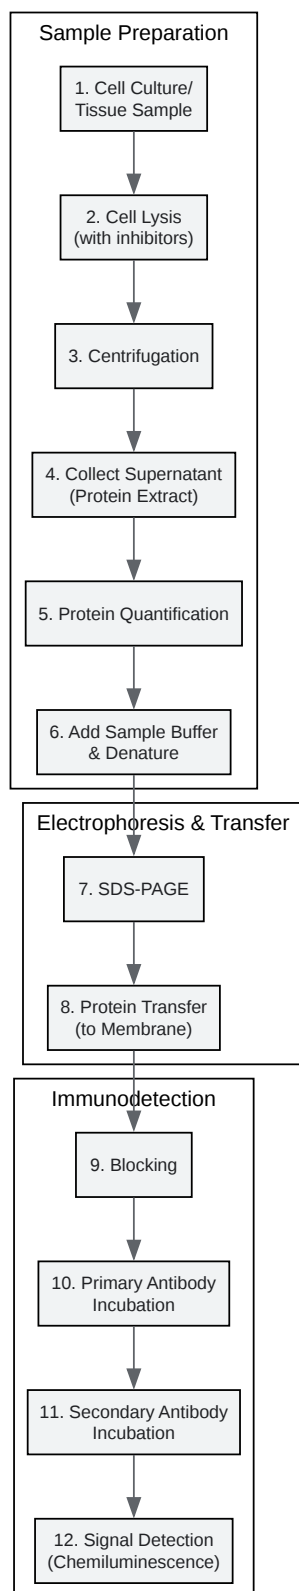 Sample Preparation
1. Cell Culture/
Tissue Sample
2. Cell Lysis
(with inhibitors)
3. Centrifugation
4. Collect Supernatant
(Protein Extract)
5. Protein Quantification
6. Add Sample Buffer
& Denature
Electrophoresis & Transfer
7. SDS-PAGE
8. Protein Transfer
(to Membrane)
Immunodetection
9. Blocking
10. Primary Antibody
Incubation
11. Secondary Antibody
Incubation
12. Signal Detection
(Chemiluminescence)